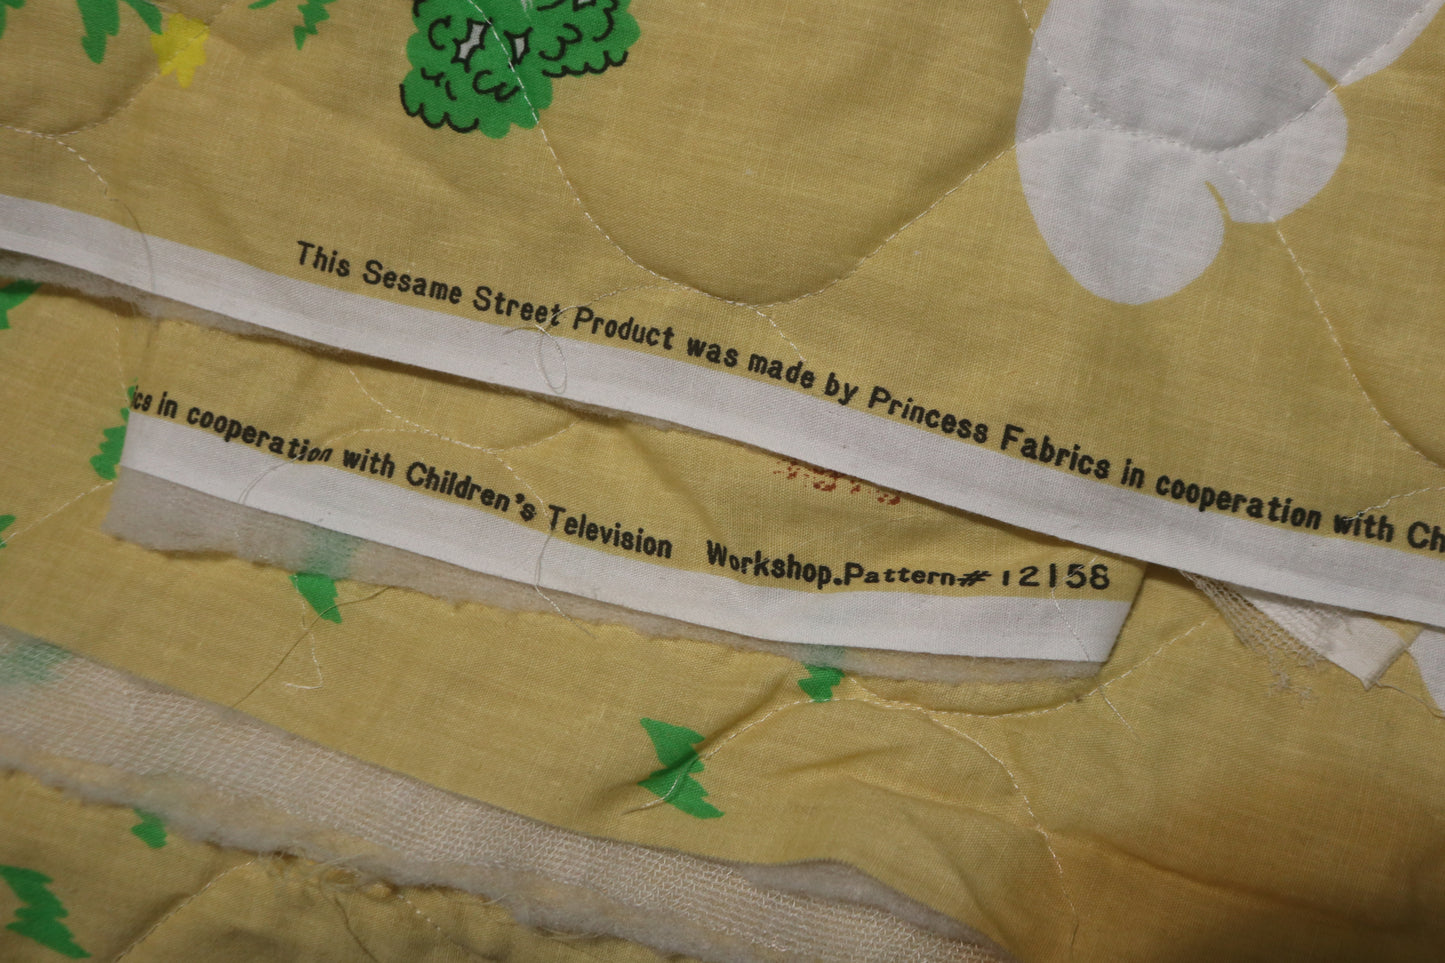 This Sesame Street Product was made by Princess Fabrics in cooperation with Ch
ics in cooperation with Children's Television Workshop.Pattern# 12158